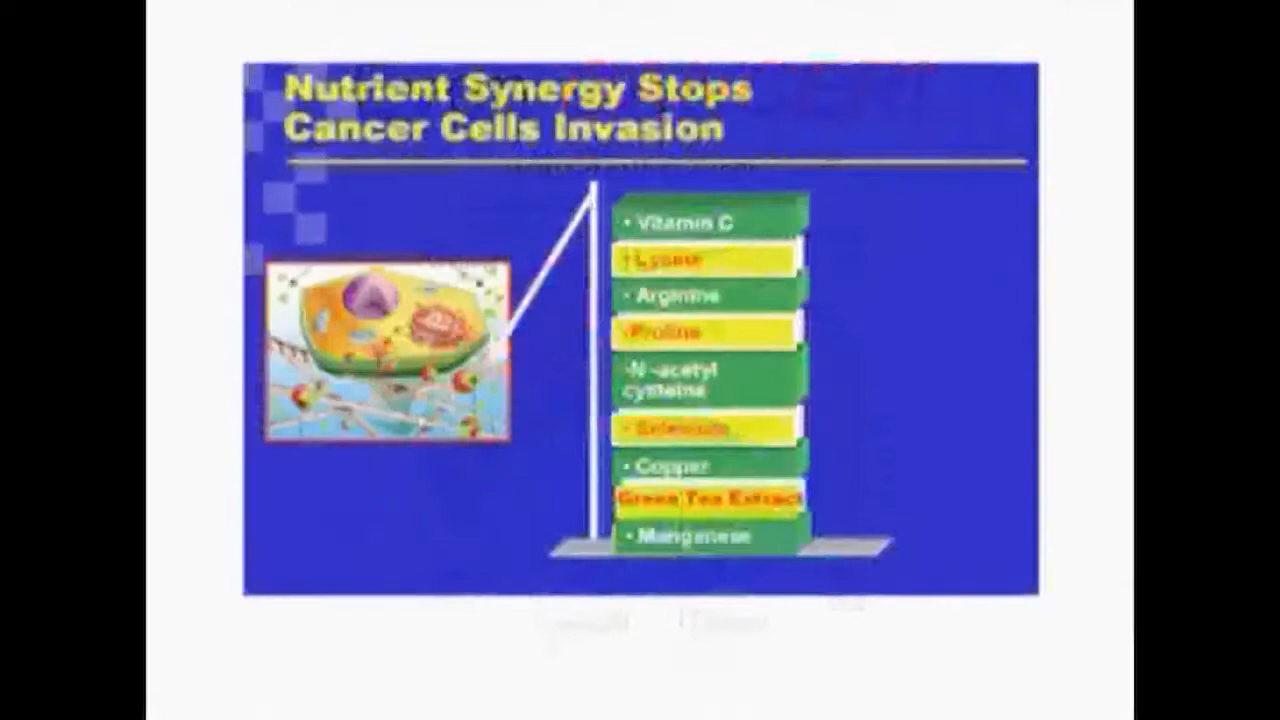 Nutrient Synergy Stops
Cancer Cells Invasion
• Vitamin C
• Lysine
• Arginine
•Proline
•N -acetyl
cysteine
• Selenium
• Copper
Green Tea Extract
• Manganese